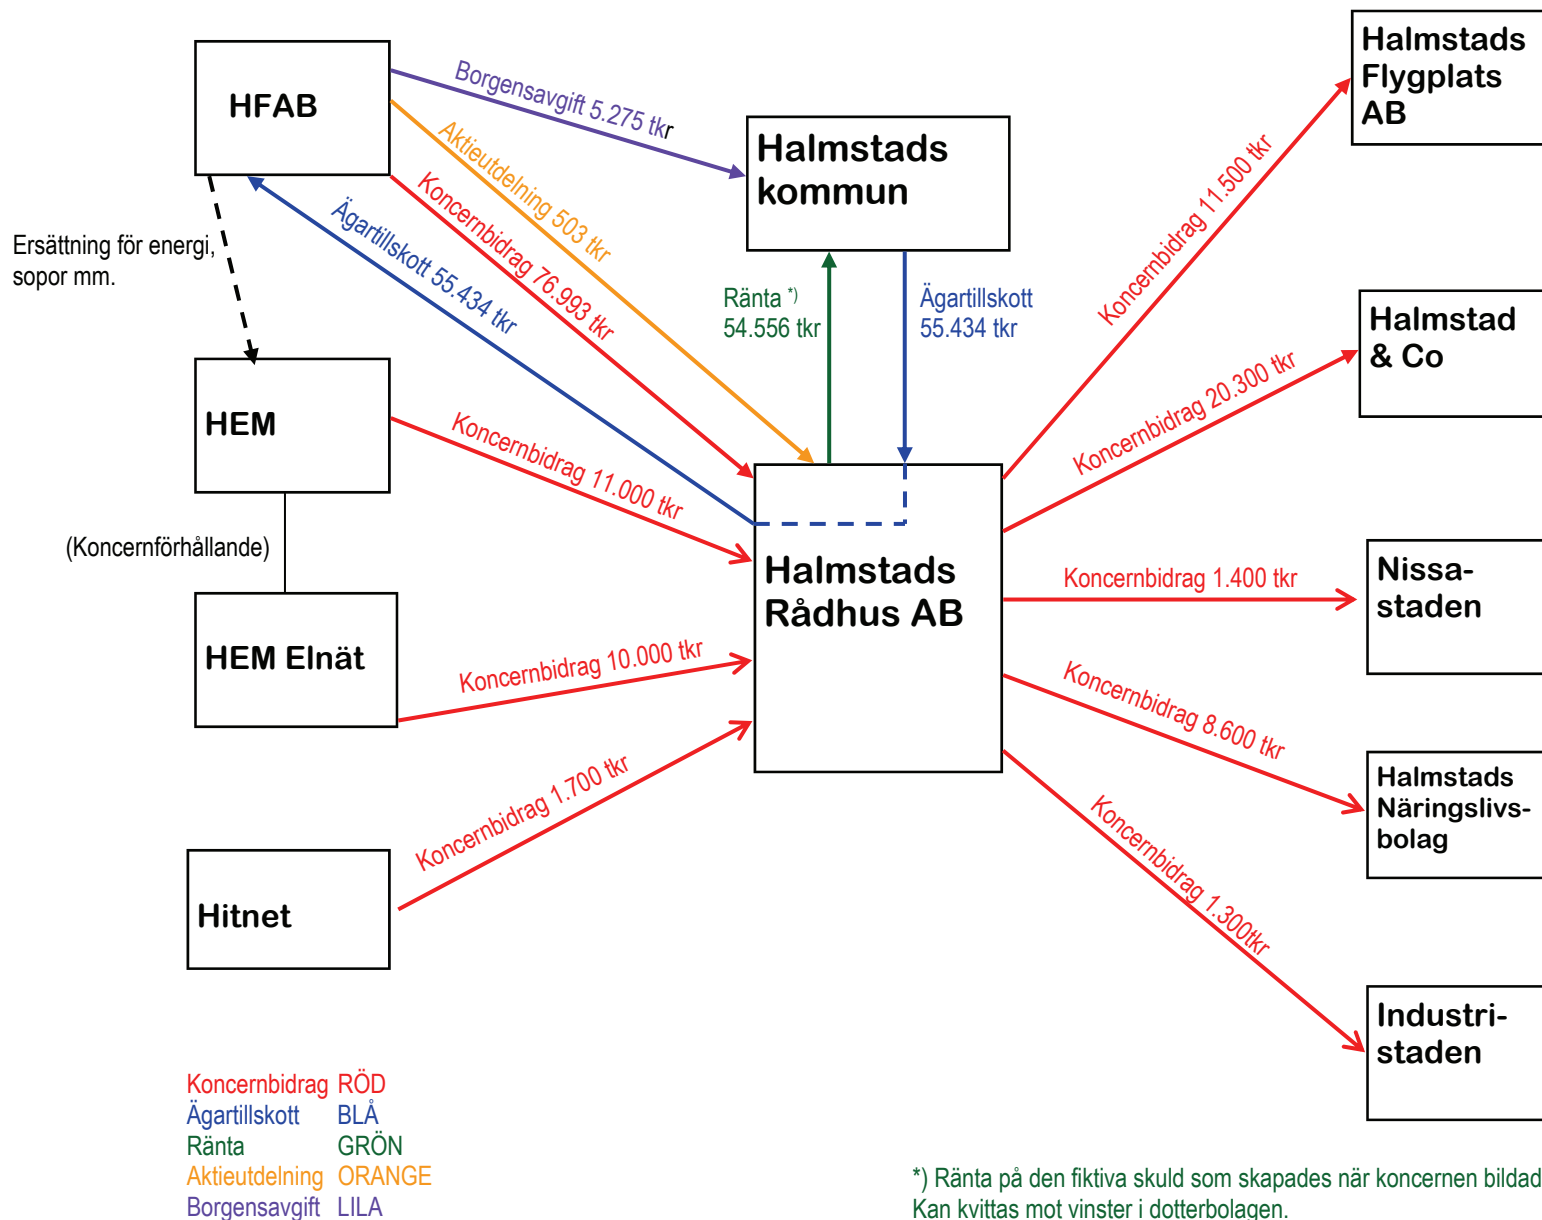 HFAB
Borgensavgift 5.275 tkr
Aktieutdelning 503 tkr
Koncernbidrag 76.993 tkr
Ägartillskott 55.434 tkr
Ersättning för energi,
sopor mm.
Halmstads
kommun
Ränta *)
54.556 tkr
Ägartillskott
55.434 tkr
Koncernbidrag 11.500 tkr
Halmstads
Flygplats
AB
Koncernbidrag 20.300 tkr
Halmstad
& Co
HEM
Koncernbidrag 11.000 tkr
(Koncernförhållande)
HEM Elnät
Koncernbidrag 10.000 tkr
Halmstads
Rådhus AB
Koncernbidrag 1.400 tkr
Nissa-
staden
Koncernbidrag 8.600 tkr
Halmstads
Näringslivs-
bolag
Koncernbidrag 1.700 tkr
Hitnet
Koncernbidrag 1.300tkr
Industri-
staden
Koncernbidrag RÖD
Ägartillskott BLÅ
Ränta GRÖN
Aktieutdelning ORANGE
Borgensavgift LILA
*) Ränta på den fiktiva skuld som skapades när koncernen bildad
Kan kvittas mot vinster i dotterbolagen.